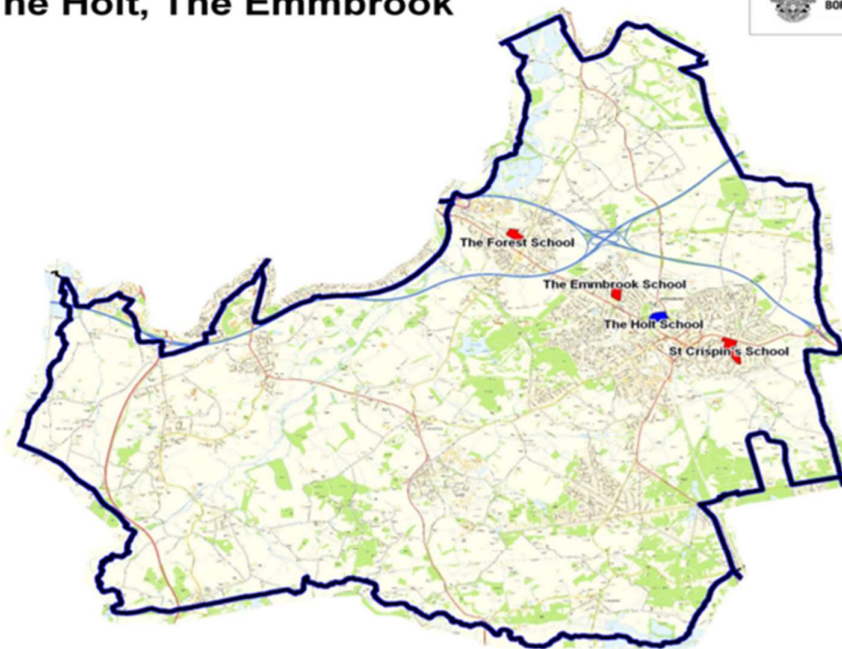 he Holt, The Emmbrook
The Forest School
The Emmbrook School
The Holt School
St Crispin's School